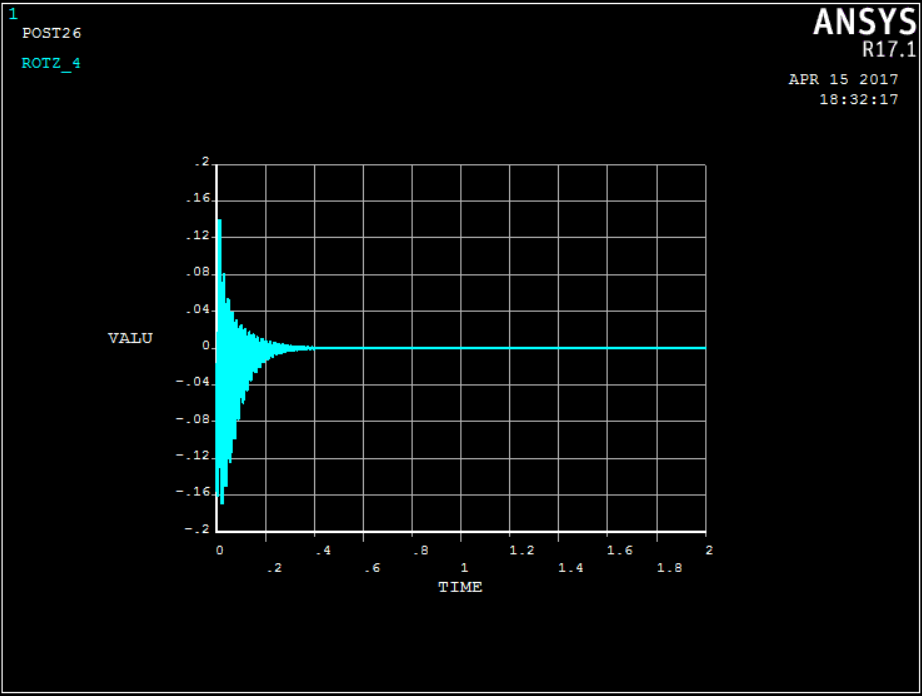 1
POST26
ROTZ_4
ANSYS
R17.1
APR 15 2017
18:32:17
.2
.16
.12
.08
.04
0
-.04
-.08
-.12
-.16
-.2
VALU
0 .4 .8 1.2 1.6 2
.2 .6 1 1.4 1.8
TIME